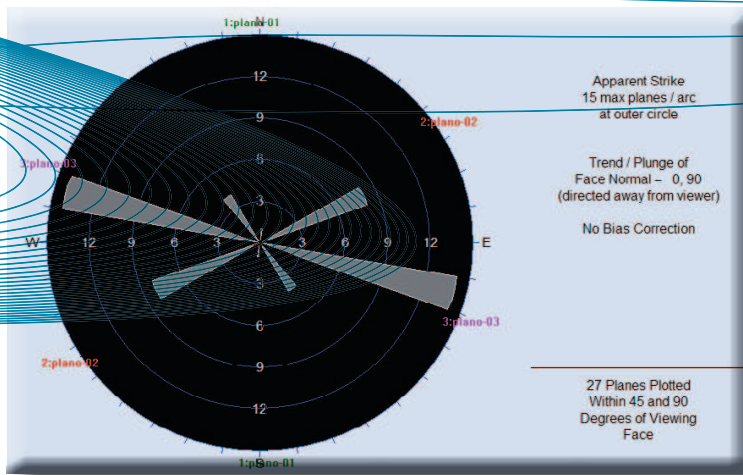 N
1:plano-01
12
9
6
3
2:plano-02
3:plano-03
W 12 9 6 3 3 6 9 12 E
3
6
9
12
3:plano-03
2:plano-02
1:plano-01
S
Apparent Strike
15 max planes / arc
at outer circle
Trend / Plunge of
Face Normal = 0, 90
(directed away from viewer)
No Bias Correction
27 Planes Plotted
Within 45 and 90
Degrees of Viewing
Face